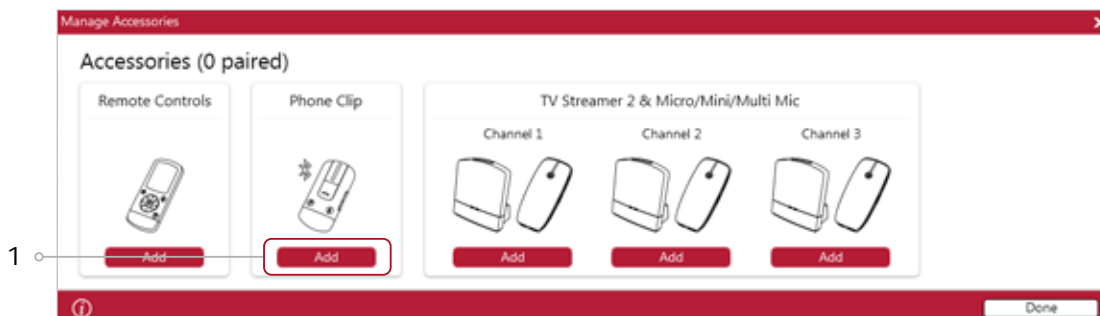 Manage Accessories
Accessories (0 paired)
Remote Controls
Phone Clip
TV Streamer 2 & Micro/Mini/Multi Mic
Channel 1
Channel 2
Channel 3
1
Add
Add
Add
Add
Add
Done